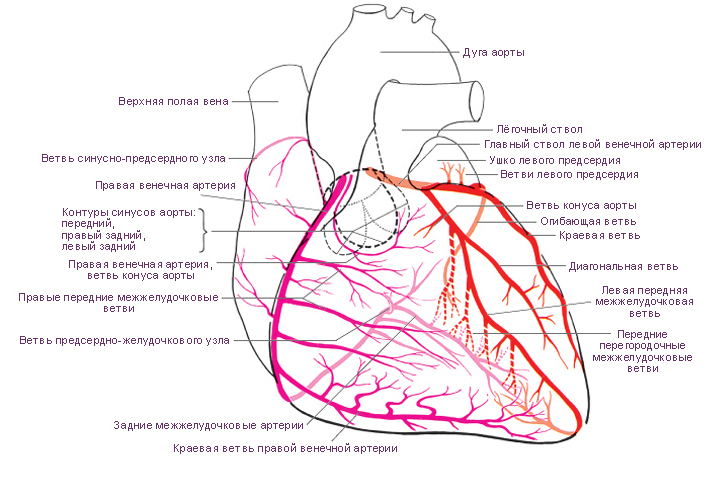 Дуга аорты
Верхняя полая вена
Лёгочный ствол
Главный ствол левой венечной артерии
Ветвь синусно-предсердного узла
Ушко левого предсердия
Ветви левого предсердия
Правая венечная артерия
Ветвь конуса аорты
Контуры синусов аорты:
передний,
правый задний,
левый задний
Огибающая ветвь
Краевая ветвь
Правая венечная артерия,
ветвь конуса аорты
Диагональная ветвь
Правые передние межжелудочковые
ветви
Левая передняя
межжелудочковая
ветвь
Ветвь предсердно-желудочкового узла
Передние
перегородочные
межжелудочковые
ветви
Задние межжелудочковые артерии
Краевая ветвь правой венечной артерии